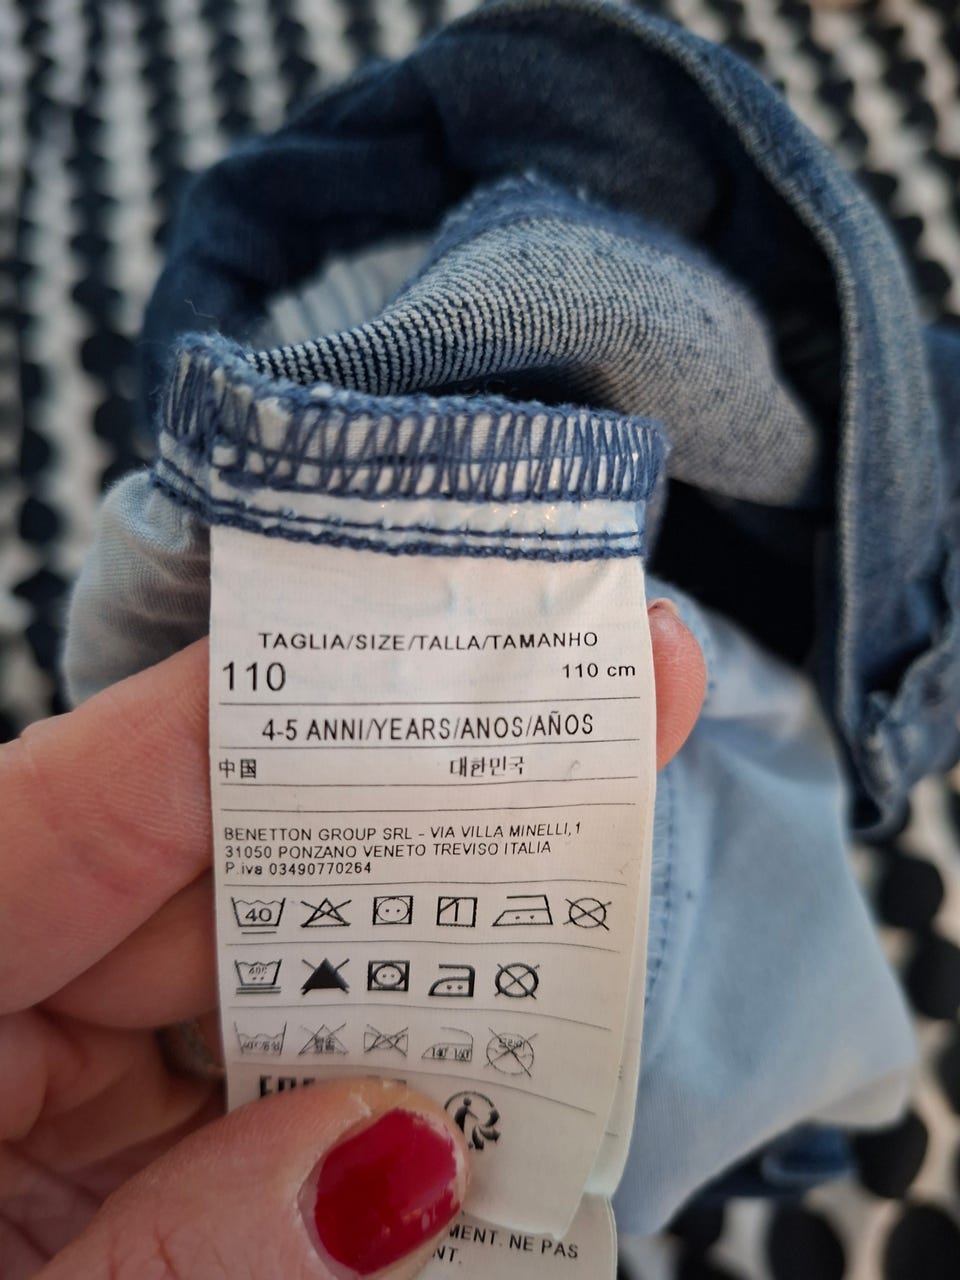 TAGLIA/SIZE/TALLA/TAMANHO
110 110 cm
4-5 ANNI/YEARS/ANOS/AÑOS
中国 대한민국
BENETTON GROUP SRL - VIA VILLA MINELLI,1
31050 PONZANO VENETO TREVISO ITALIA
P.iva 03490770264
40
MENT. NE PAS
NT.